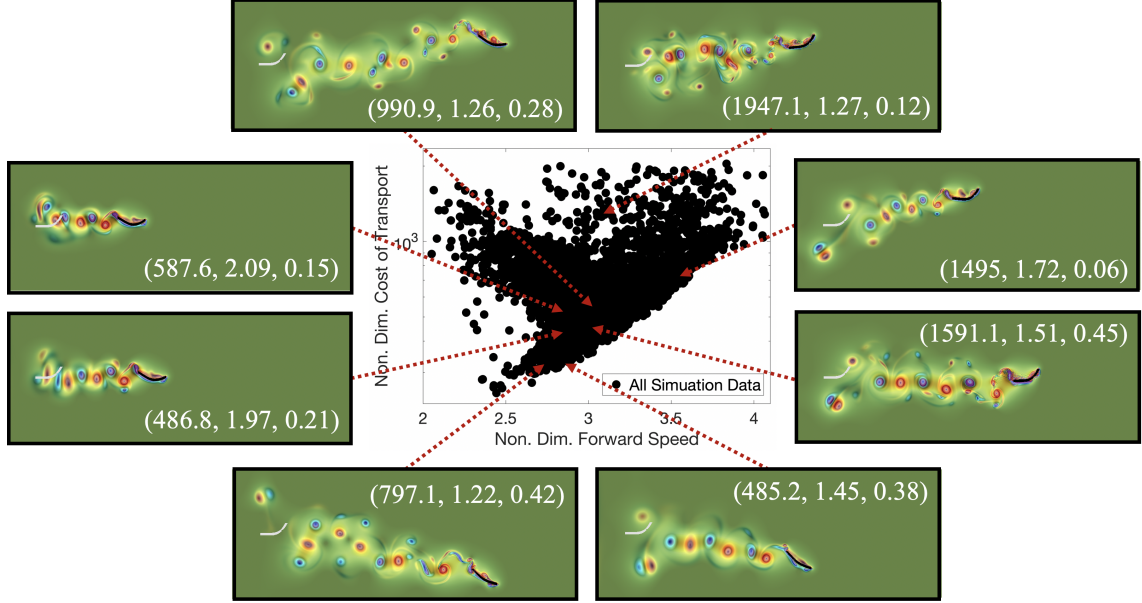 (990.9, 1.26, 0.28)
(1947.1, 1.27, 0.12)
(587.6, 2.09, 0.15)
(1495, 1.72, 0.06)
(486.8, 1.97, 0.21)
(1591.1, 1.51, 0.45)
(797.1, 1.22, 0.42)
(485.2, 1.45, 0.38)
Non. Dim. Cost of Transport
10³
All Simuation Data
2 2.5 3 3.5 4
Non. Dim. Forward Speed